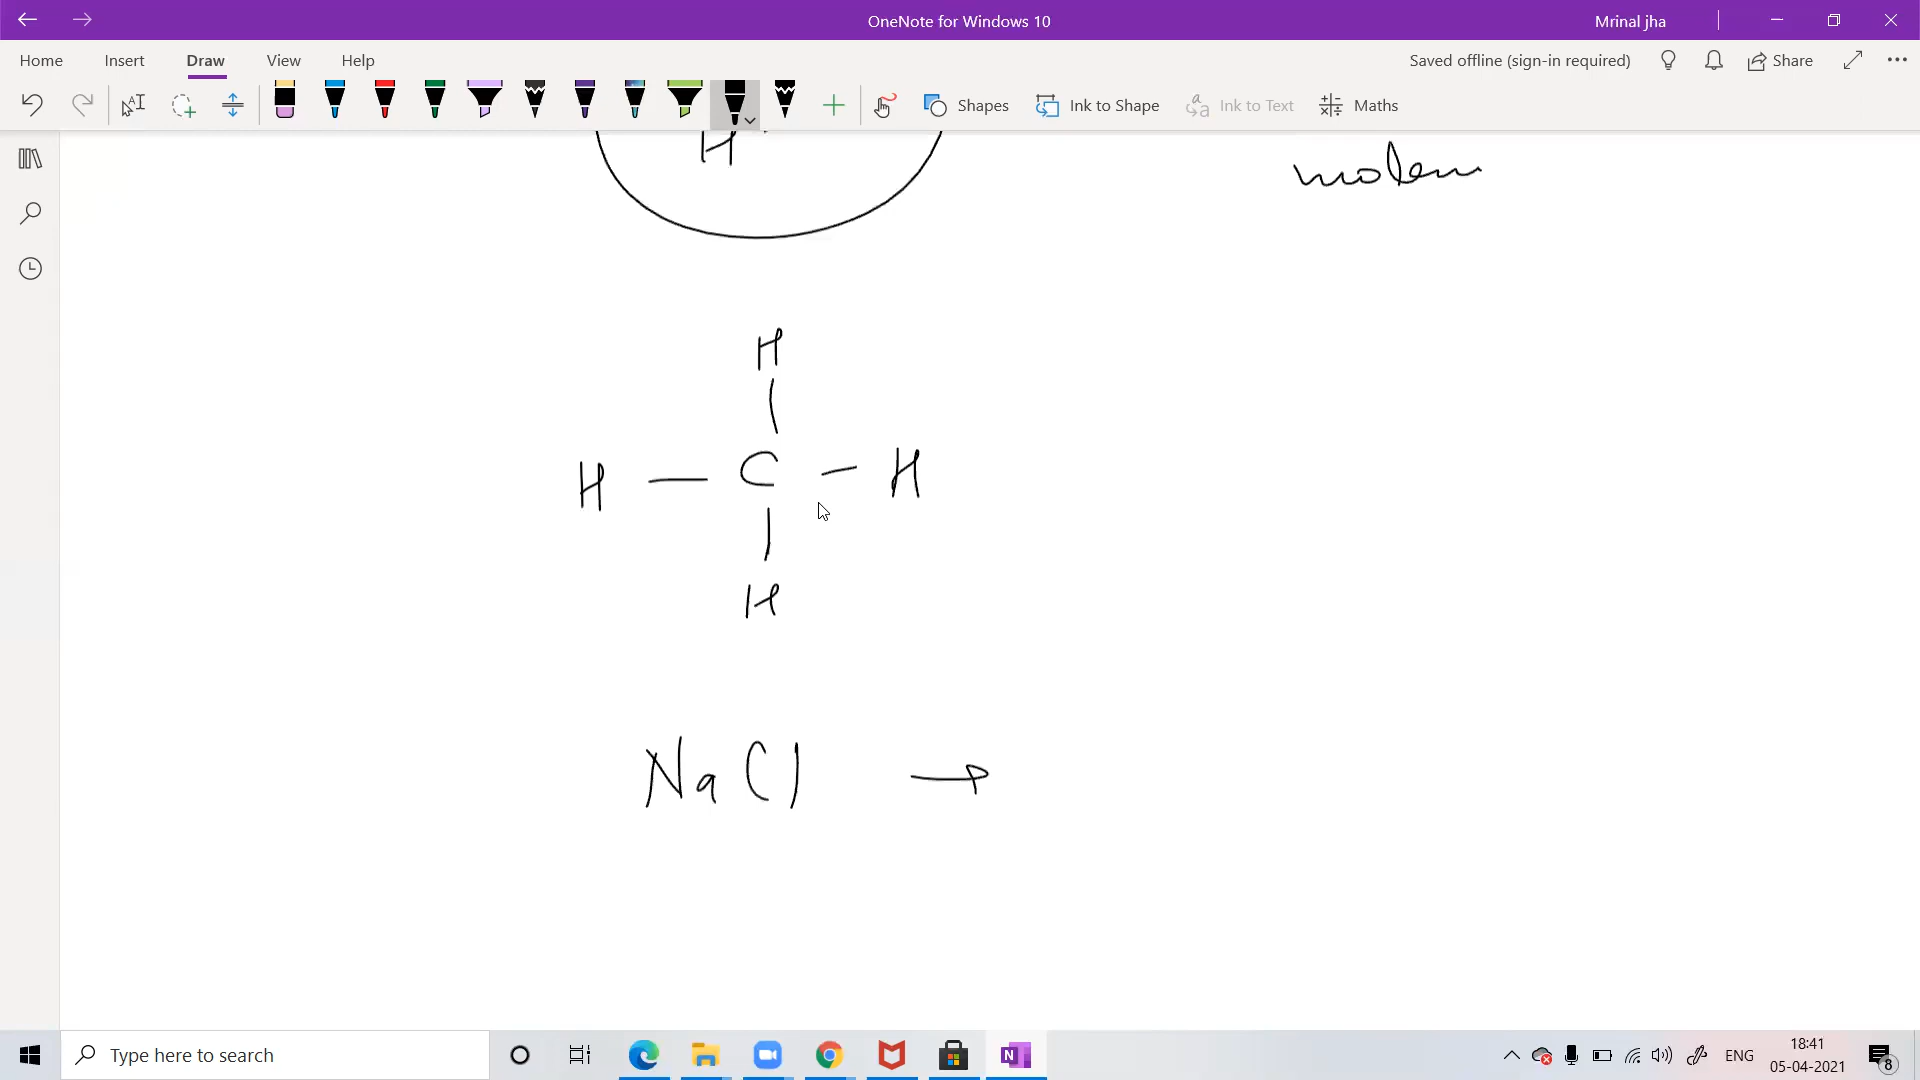 OneNote for Windows 10
Mrinal jha
Home Insert Draw View Help
Saved offline (sign-in required)
Share
Shapes
Ink to Shape
Ink to Text
Maths
H
H
H — C — H
H
NaCl →
Type here to search
ENG
18:41
05-04-2021
8